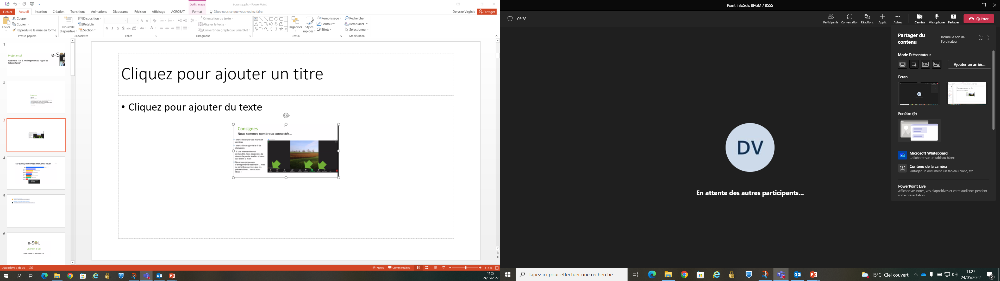 écrans.pptx - PowerPoint
Outils Image
Fichier Accueil Insertion Création Transitions Animations Diaporama Révision Affichage ACROBAT Format Dites-nous ce que vous voulez faire. Derycke Virginie Partager
Coller
Couper
Copier
Reproduire la mise en forme
Presse-papiers
Nouvelle
diapositive
Disposition
Rétablir
Section
Diapositives
G I S S abc AV Aa A
Police
Orientation du texte
Aligner le texte
Convertir en graphique SmartArt
Paragraphe
Organiser
Styles
rapides
Remplissage
Contour
Effets
Dessin
Rechercher
Remplacer
Sélectionner
Modification
1
e-SOL
Projet e-sol
Webinaire "Sol & Aménagement au regard de
l'objectif ZAN"
2
3
4
Sur quel(s) domaine(s) intervenez vous?
5
6
e-SOL
Le projet e-Sol
Joëlle Sauter – CRA Grand Est
Cliquez pour ajouter un titre
• Cliquez pour ajouter du texte
Consignes
Nous sommes nombreux connectés...
Merci de couper vos micros et
caméras
Merci d'interagir via le fil de
discussion
Si une intervention est
demandée, nous essaierons de
donner la parole à celles et ceux
qui lèvent la main
Nous vous proposons
d'enregistrer le webinaire ... mais
ne seront conservées que les
présentations... sentez vous
libres !
Diapositive 3 de 39
Notes Commentaires 117 %
11:27
24/05/2022
Point InfoSols BRGM / BSSS
05:38
Participants Conversation Réactions Applis Autres Caméra Microphone Partager Quitter
Partager du
contenu
Inclure le son de
l'ordinateur
Mode Présentateur
Ajouter un arrièr...
Écran
Fenêtre (9)
Microsoft Whiteboard
Collaborer sur un tableau blanc
Contenu de la caméra
Partager un document, un tableau blanc, etc.
PowerPoint Live
Affichez vos notes, vos diapositives et votre audience pendant
votre présentation
DV
En attente des autres participants...
Tapez ici pour effectuer une recherche
15°C Ciel couvert
11:27
24/05/2022
2